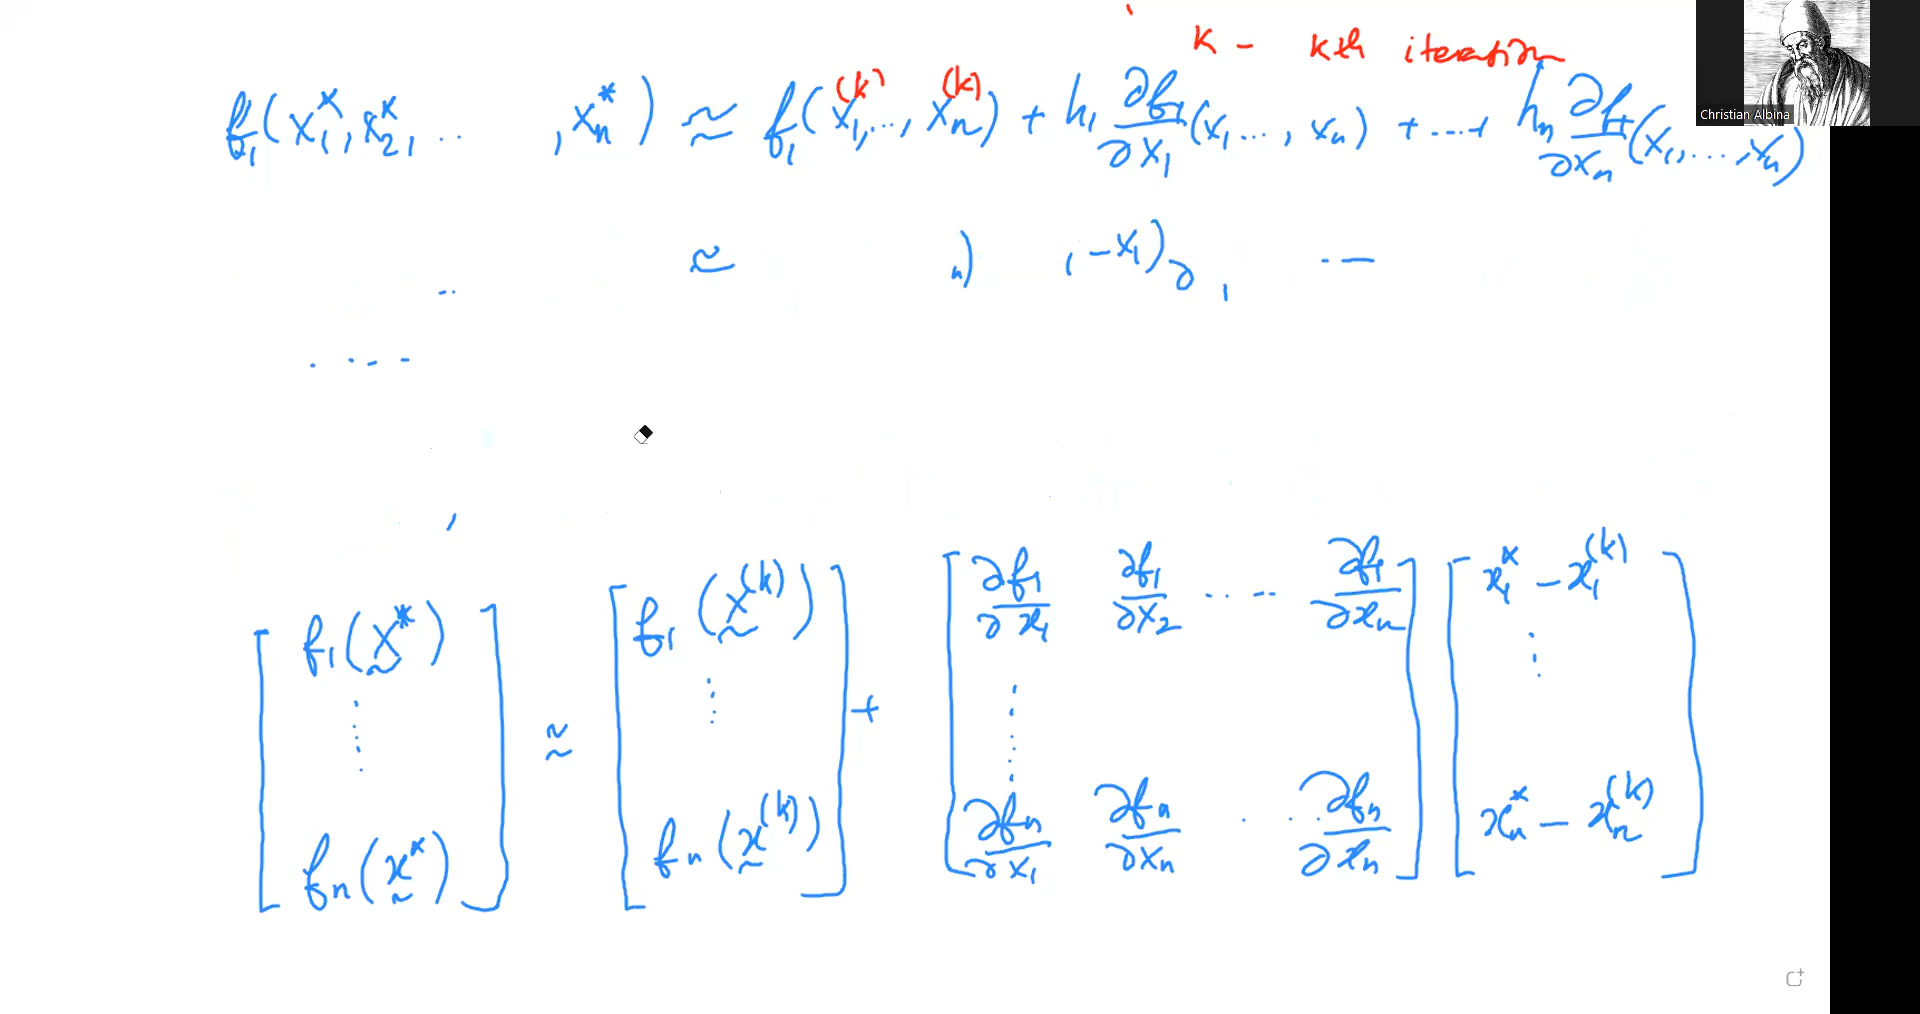 k - kth iteration
f₁(x₁*, x₂*, .. , xₙ*) ≈ f₁(x₁⁽ᵏ⁾, ..., xₙ⁽ᵏ⁾) + h₁ ∂f₁/∂x₁ (x₁ ..., xₙ) + .... + hₙ ∂f₁/∂xₙ (x₁, ..., xₙ)
Christian Albina
≈ ₙ) - x₁) ∂
[f₁(x*) ⋮ fₙ(x*)] ≈ [f₁(x⁽ᵏ⁾) ⋮ fₙ(x⁽ᵏ⁾)] + [∂f₁/∂x₁ ∂f₁/∂x₂ ..... ∂f₁/∂xₙ ⋮ ∂fₙ/∂x₁ ∂fₙ/∂xₙ ... ∂fₙ/∂xₙ] [x₁* - x₁⁽ᵏ⁾ ⋮ xₙ* - xₙ⁽ᵏ⁾]